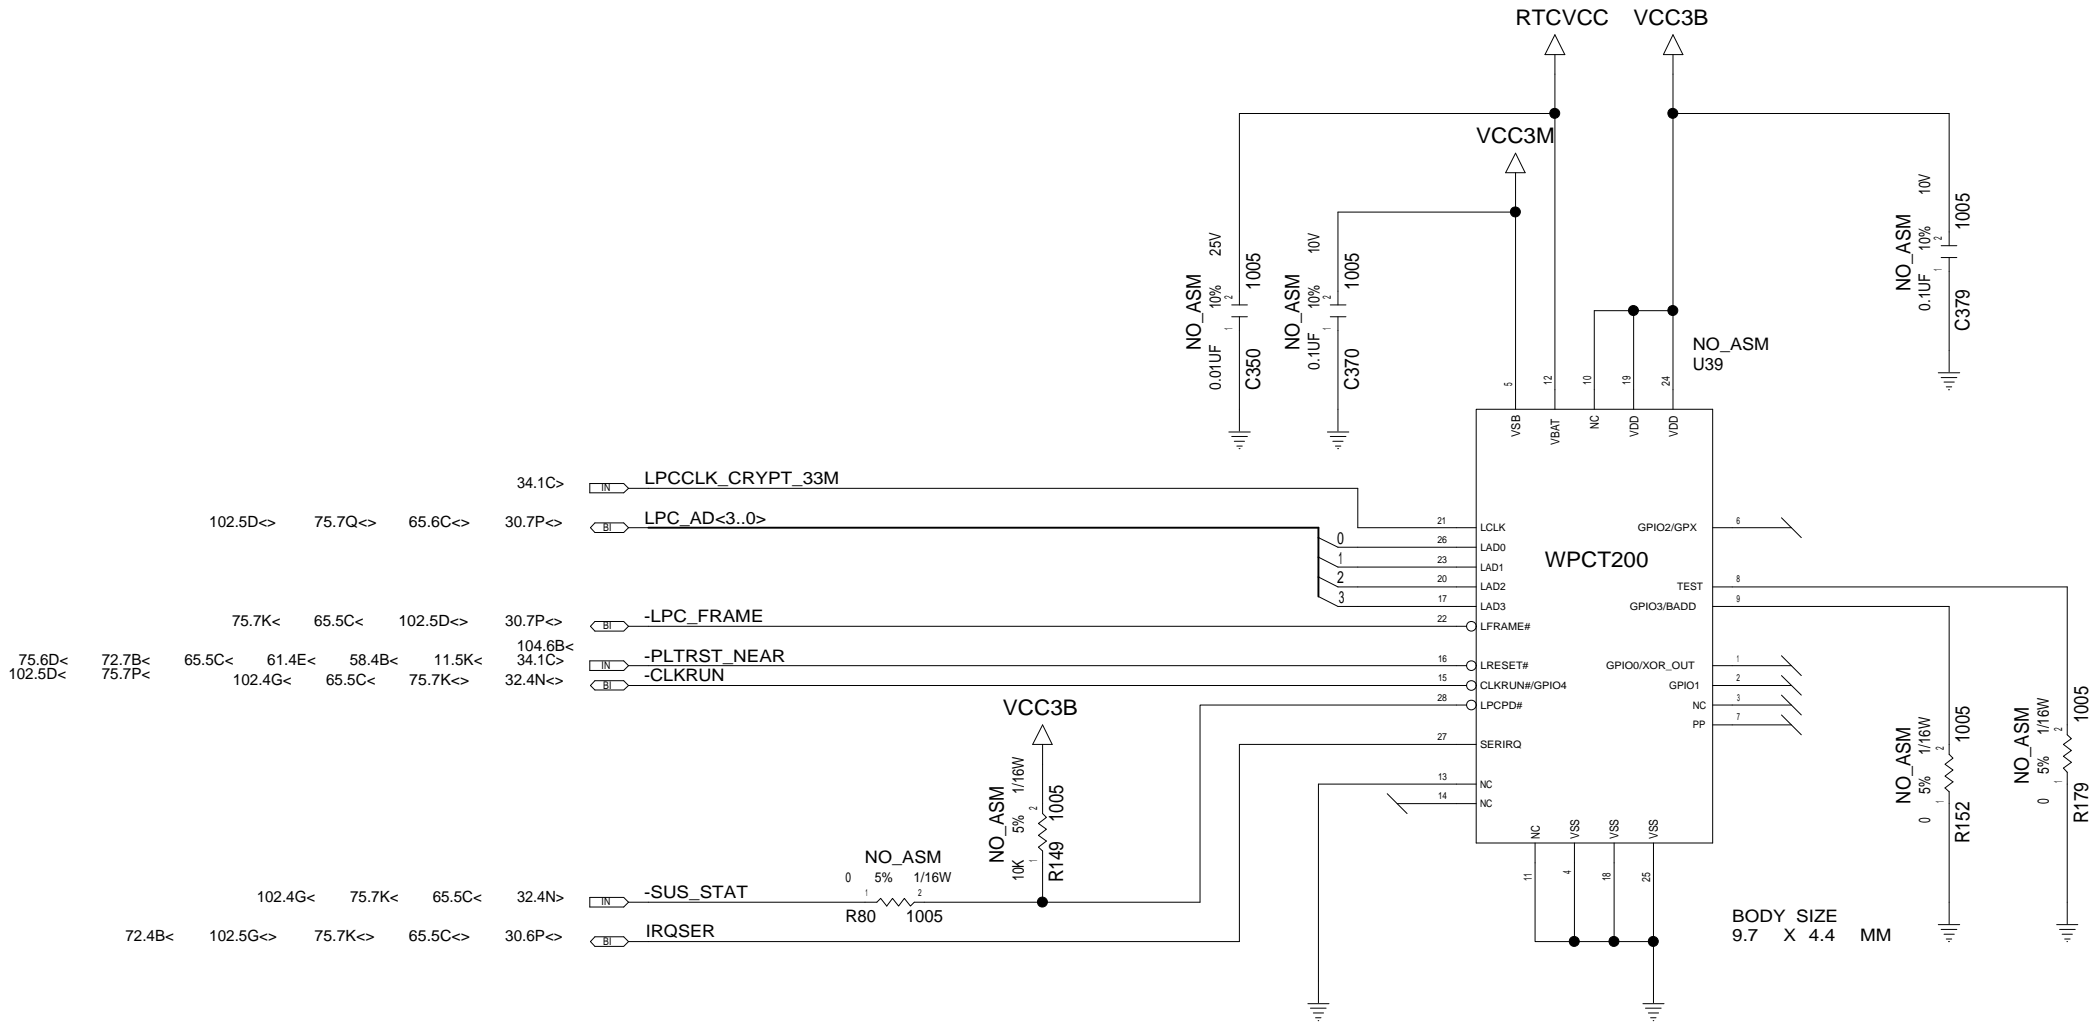 RTCVCC VCC3B
VCC3M
NO_ASM
0.01UF 10% 25V
1 2
C350 1005
NO_ASM
0.1UF 10% 10V
1 2
C370 1005
NO_ASM
0.1UF 10% 10V
1 2
C379 1005
NO_ASM
U39
5 12 10 19 24
VSB VBAT NC VDD VDD
34.1C> IN LPCCLK_CRYPT_33M
102.5D<> 75.7Q<> 65.6C<> 30.7P<> BI LPC_AD<3..0>
0
1
2
3
21 LCLK
26 LAD0
23 LAD1
20 LAD2
17 LAD3
22 LFRAME#
16 LRESET#
15 CLKRUN#/GPIO4
28 LPCPD#
27 SERIRQ
13 NC
14 NC
WPCT200
GPIO2/GPX 6
TEST 8
GPIO3/BADD 9
GPIO0/XOR_OUT 1
GPIO1 2
NC 3
PP 7
75.7K< 65.5C< 102.5D<> 30.7P<> BI -LPC_FRAME
104.6B<
75.6D< 72.7B< 65.5C< 61.4E< 58.4B< 11.5K< 34.1C> IN -PLTRST_NEAR
102.5D< 75.7P<
102.4G< 65.5C< 75.7K<> 32.4N<> BI -CLKRUN
VCC3B
NO_ASM
10K 5% 1/16W
1 2
R149 1005
NO_ASM
0 5% 1/16W
1 2
R80 1005
102.4G< 75.7K< 65.5C< 32.4N> IN -SUS_STAT
72.4B< 102.5G<> 75.7K<> 65.5C<> 30.6P<> BI IRQSER
NC VSS VSS VSS
11 4 18 25
NO_ASM
0 5% 1/16W
1 2
R152 1005
NO_ASM
0 5% 1/16W
1 2
R179 1005
BODY SIZE
9.7 X 4.4 MM